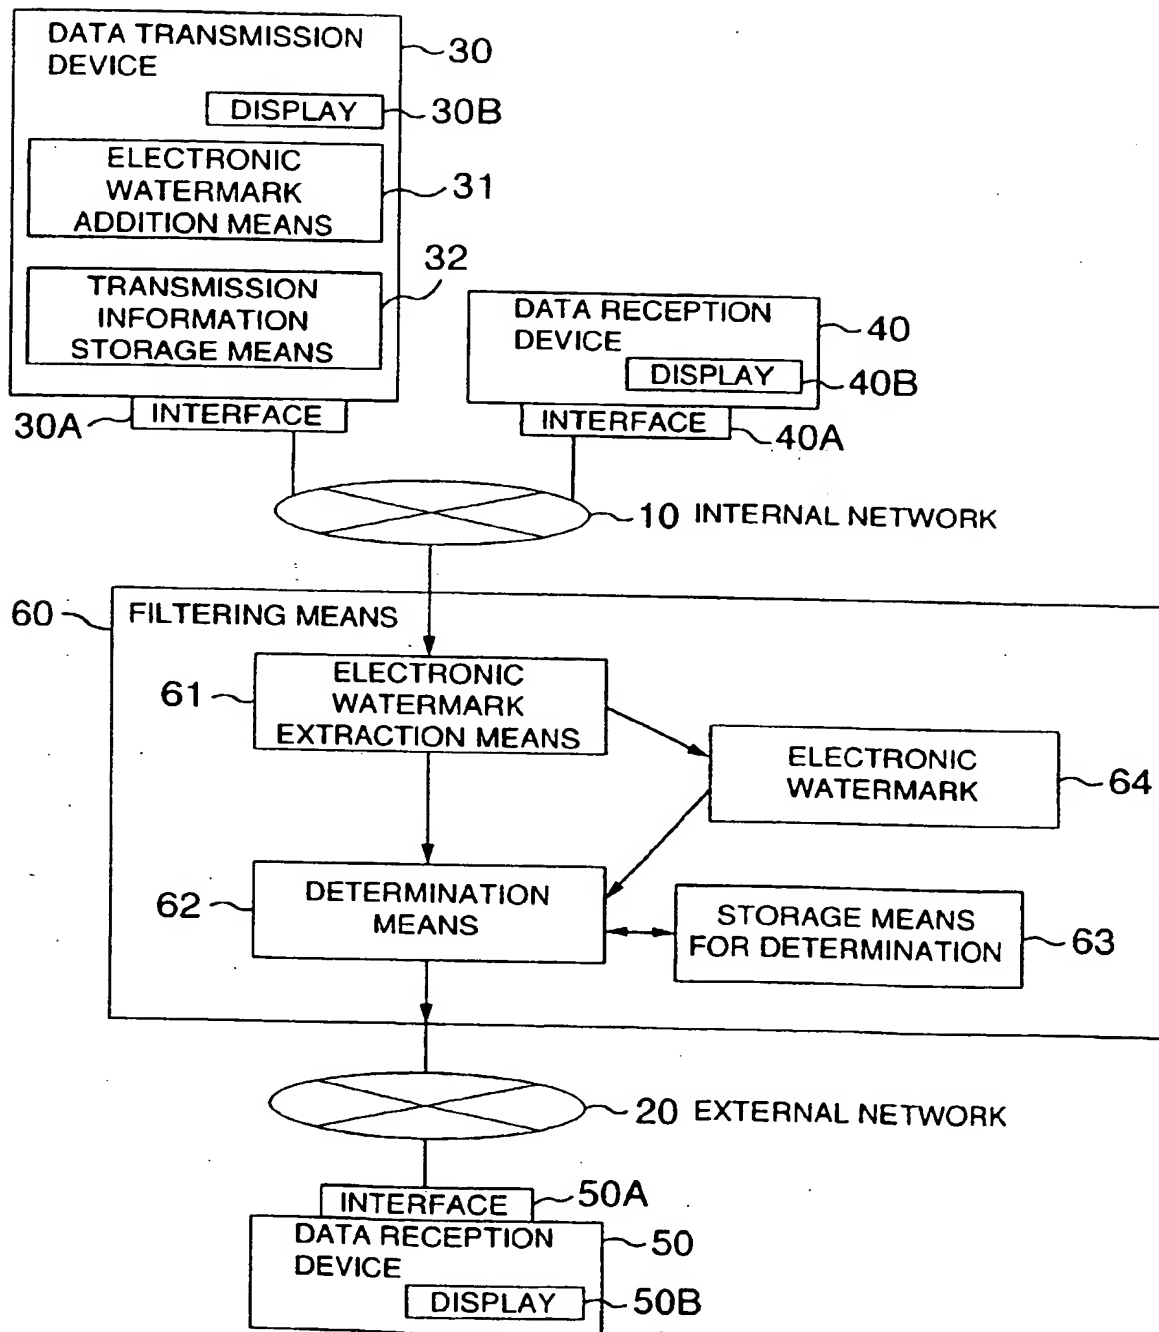 DATA TRANSMISSION
DEVICE
30
DISPLAY
30B
ELECTRONIC
WATERMARK
ADDITION MEANS
31
TRANSMISSION
INFORMATION
STORAGE MEANS
32
30A
INTERFACE
DATA RECEPTION
DEVICE
40
DISPLAY
40B
INTERFACE
40A
10 INTERNAL NETWORK
60
FILTERING MEANS
61
ELECTRONIC
WATERMARK
EXTRACTION MEANS
ELECTRONIC
WATERMARK
64
62
DETERMINATION
MEANS
STORAGE MEANS
FOR DETERMINATION
63
20 EXTERNAL NETWORK
INTERFACE
50A
DATA RECEPTION
DEVICE
50
DISPLAY
50B